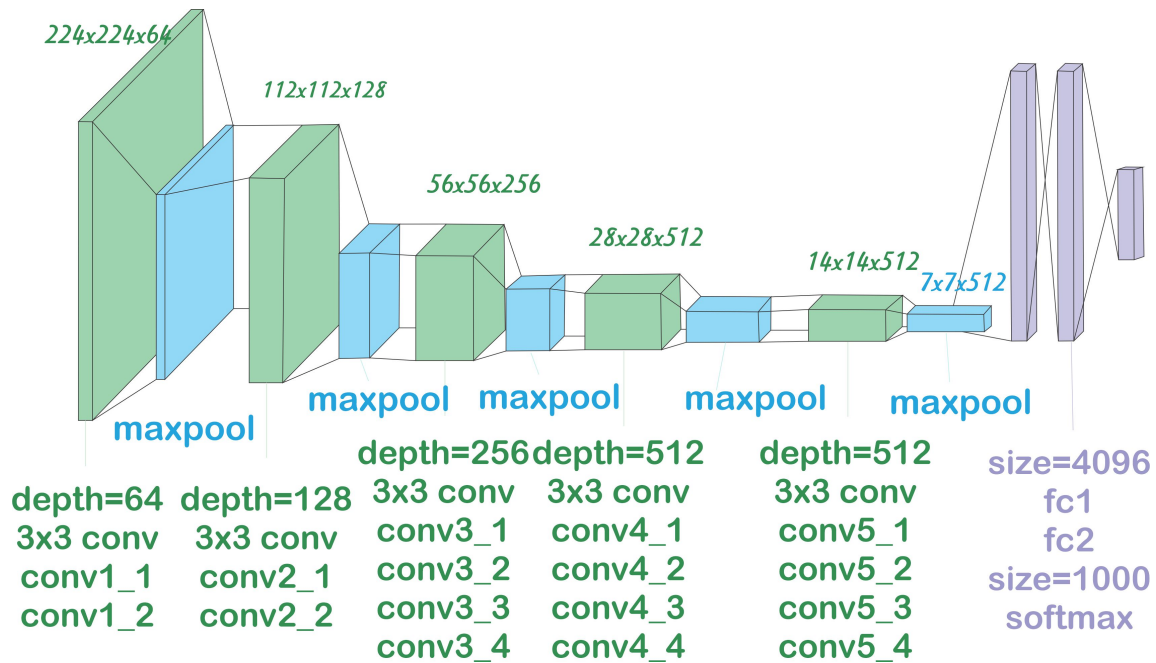 224x224x64
112x112x128
56x56x256
28x28x512
14x14x512
7x7x512
maxpool
maxpool
maxpool
maxpool
maxpool
depth=64
3x3 conv
conv1_1
conv1_2
depth=128
3x3 conv
conv2_1
conv2_2
depth=256
3x3 conv
conv3_1
conv3_2
conv3_3
conv3_4
depth=512
3x3 conv
conv4_1
conv4_2
conv4_3
conv4_4
depth=512
3x3 conv
conv5_1
conv5_2
conv5_3
conv5_4
size=4096
fc1
fc2
size=1000
softmax